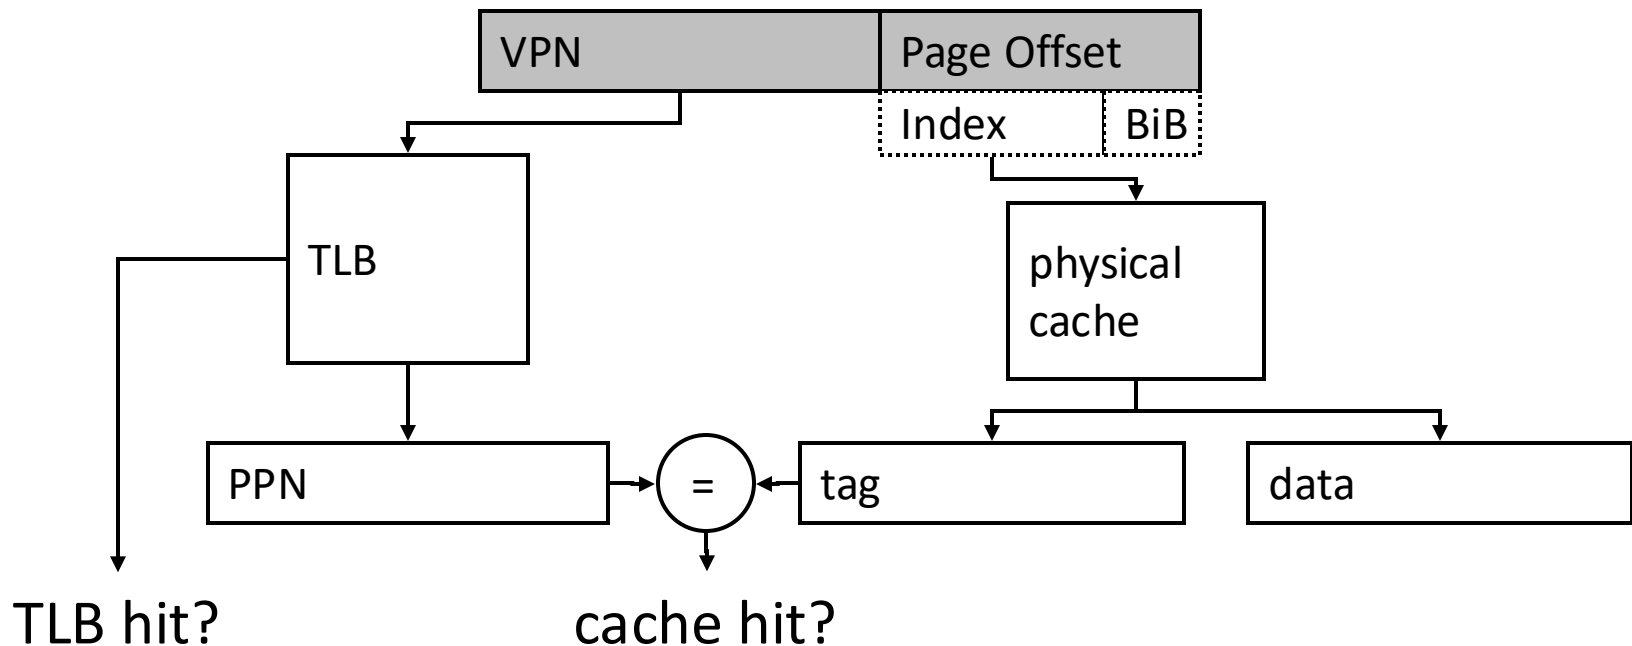 VPN
Page Offset
Index
BiB
TLB
physical
cache
PPN
=
tag
data
TLB hit?
cache hit?